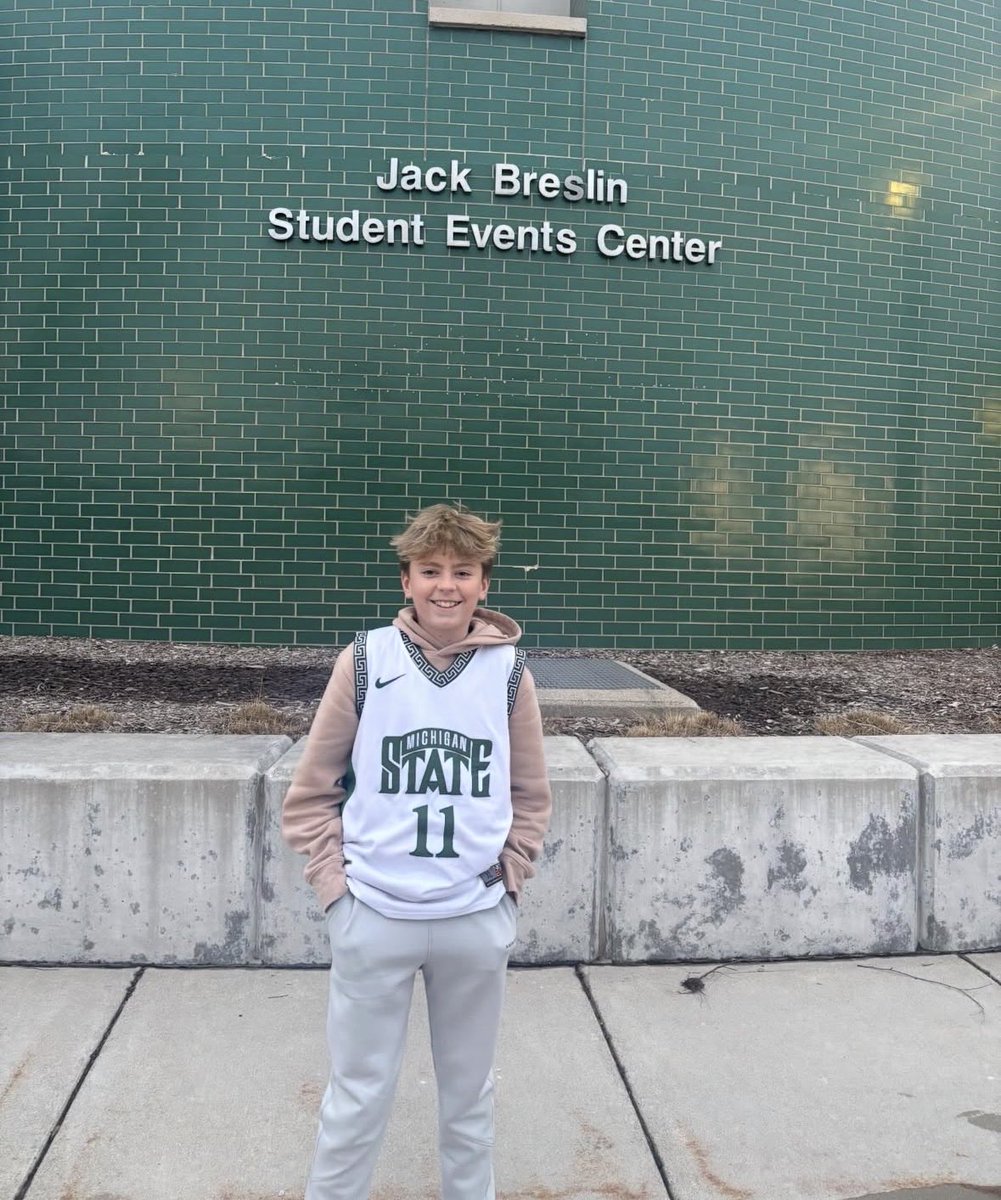 Jack Breslin
Student Events Center
MICHIGAN
STATE
11